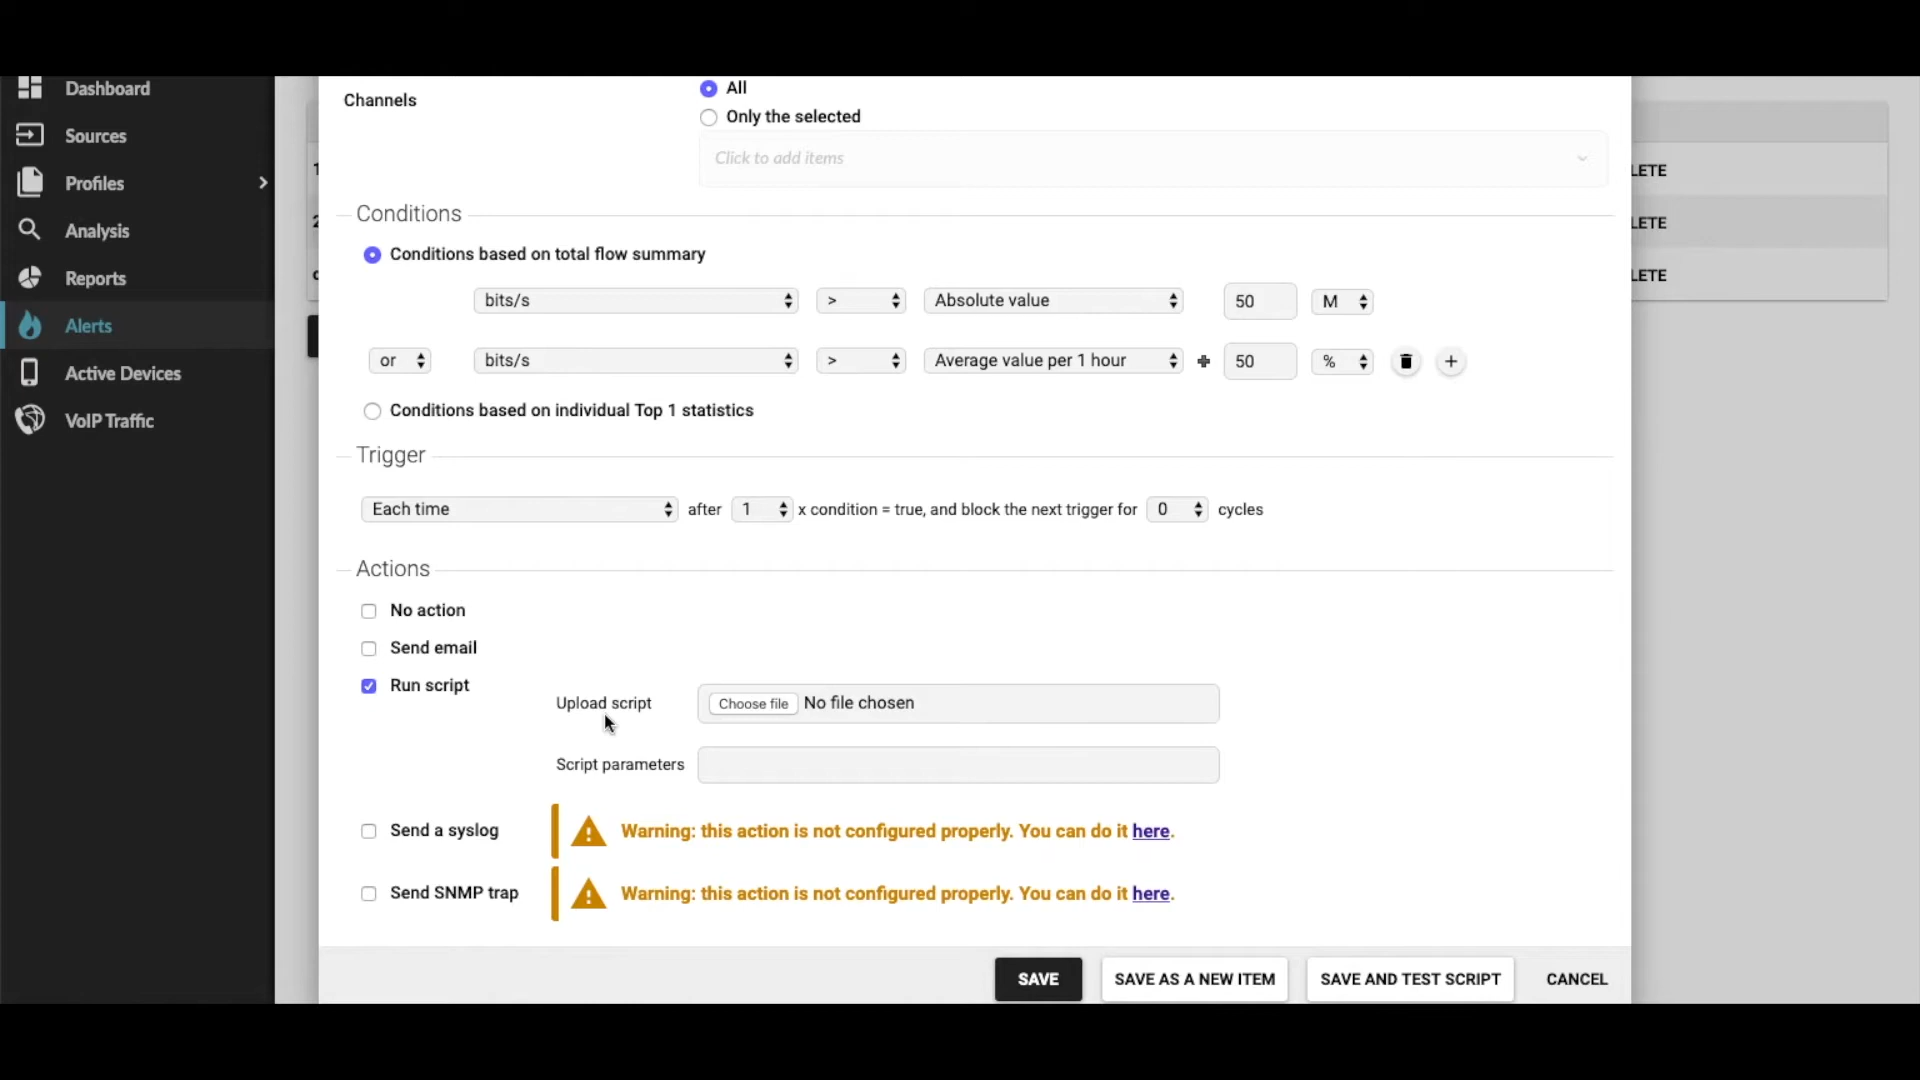 Dashboard
Sources
Profiles
Analysis
Reports
Alerts
Active Devices
VoIP Traffic
Channels
All
Only the selected
Click to add items
Conditions
Conditions based on total flow summary
bits/s > Absolute value 50 M
or bits/s > Average value per 1 hour + 50 %
Conditions based on individual Top 1 statistics
Trigger
Each time after 1 x condition = true, and block the next trigger for 0 cycles
Actions
No action
Send email
Run script
Upload script Choose file No file chosen
Script parameters
Send a syslog Warning: this action is not configured properly. You can do it here.
Send SNMP trap Warning: this action is not configured properly. You can do it here.
SAVE SAVE AS A NEW ITEM SAVE AND TEST SCRIPT CANCEL
LETE
LETE
LETE